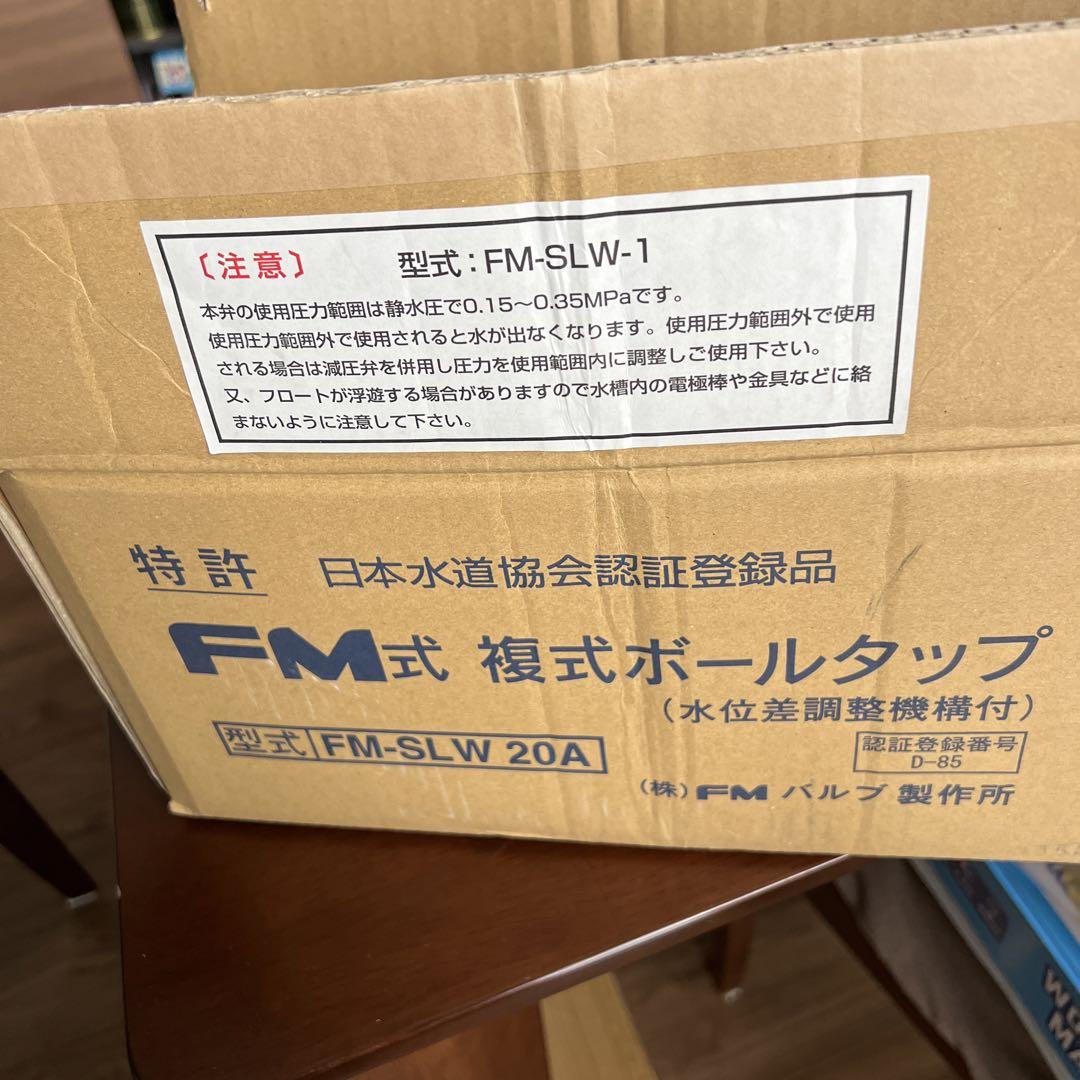 〔注意〕 型式：FM-SLW-1
本弁の使用圧力範囲は静水圧で0.15～0.35MPaです。
使用圧力範囲外で使用されると水が出なくなります。使用圧力範囲外で使用
される場合は減圧弁を併用し圧力を使用範囲内に調整しご使用下さい。
又、フロートが浮遊する場合がありますので水槽内の電極棒や金具などに絡
まないように注意して下さい。
特許 日本水道協会認証登録品
FM式 複式ボールタップ
（水位差調整機構付）
型式 FM-SLW 20A
認証登録番号
D-85
（株）FM バルブ製作所